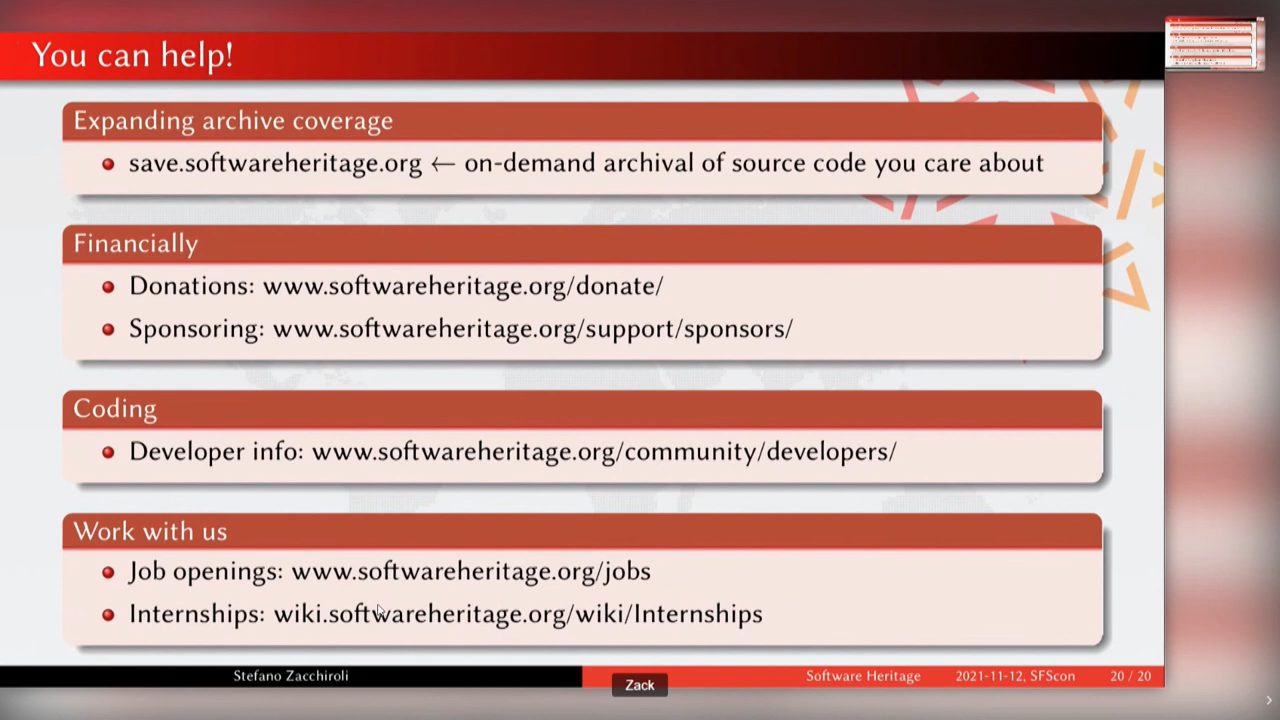 You can help!
Expanding archive coverage
save.softwareheritage.org ← on-demand archival of source code you care about
Financially
Donations: www.softwareheritage.org/donate/
Sponsoring: www.softwareheritage.org/support/sponsors/
Coding
Developer info: www.softwareheritage.org/community/developers/
Work with us
Job openings: www.softwareheritage.org/jobs
Internships: wiki.softwareheritage.org/wiki/Internships
Stefano Zacchiroli
Software Heritage
2021-11-12, SFScon
20 / 20
Zack